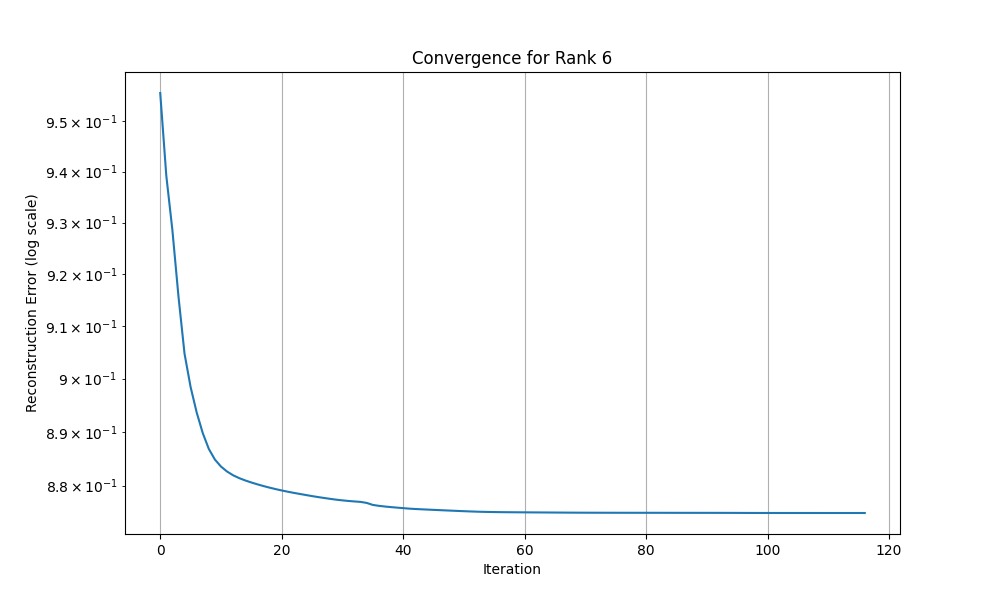 Convergence for Rank 6
Reconstruction Error (log scale)
9.5 × 10⁻¹
9.4 × 10⁻¹
9.3 × 10⁻¹
9.2 × 10⁻¹
9.1 × 10⁻¹
9 × 10⁻¹
8.9 × 10⁻¹
8.8 × 10⁻¹
0 20 40 60 80 100 120
Iteration